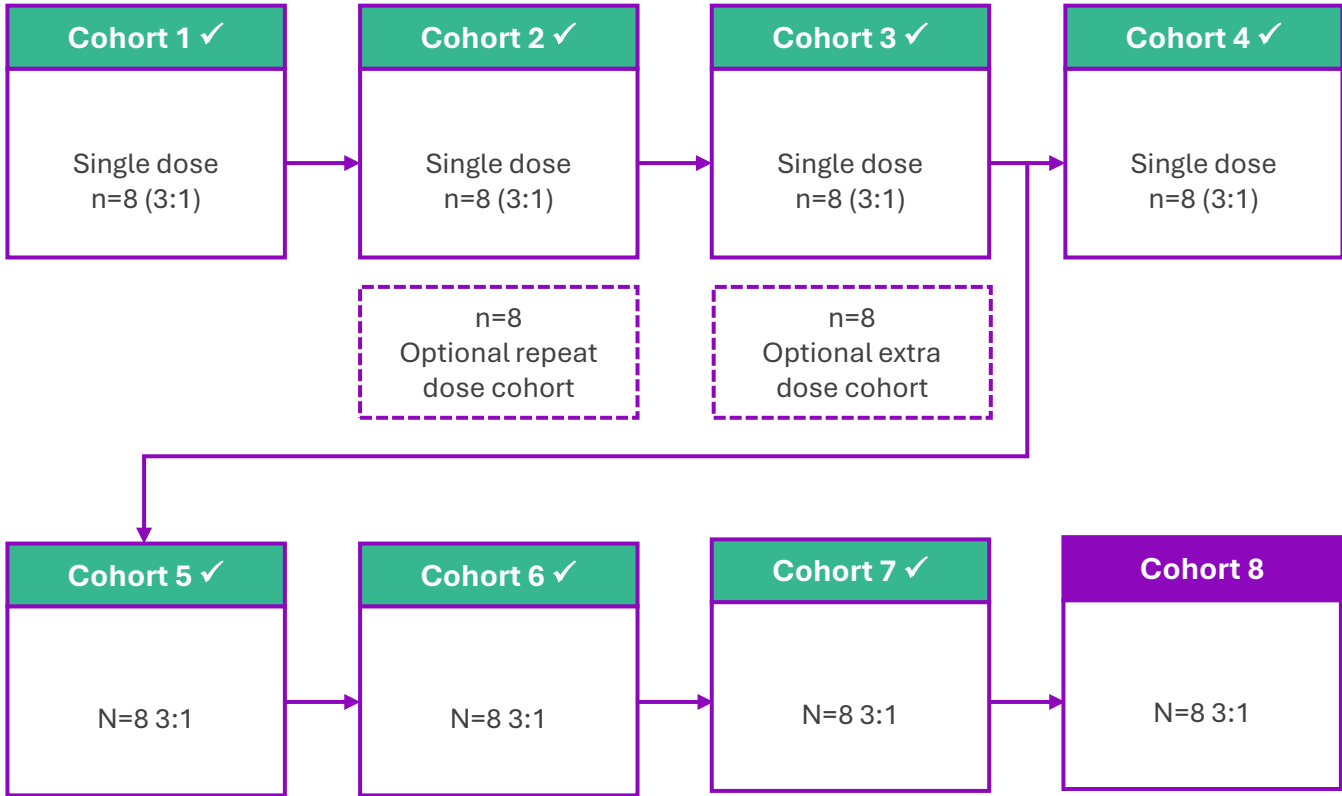 Cohort 1 ✓
Single dose
n=8 (3:1)
Cohort 2 ✓
Single dose
n=8 (3:1)
Cohort 3 ✓
Single dose
n=8 (3:1)
Cohort 4 ✓
Single dose
n=8 (3:1)
n=8
Optional repeat
dose cohort
n=8
Optional extra
dose cohort
Cohort 5 ✓
N=8 3:1
Cohort 6 ✓
N=8 3:1
Cohort 7 ✓
N=8 3:1
Cohort 8
N=8 3:1